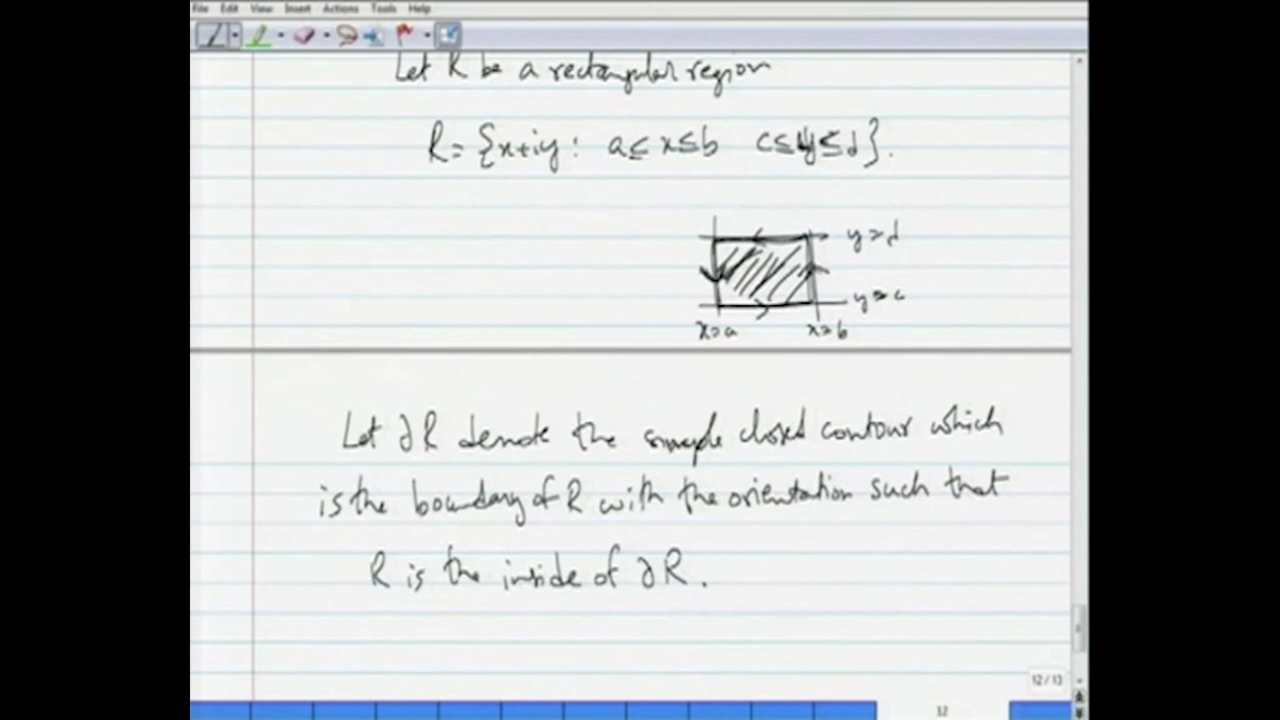 File Edit View Insert Actions Tools Help
Let R be a rectangular region
R = {x+iy : a ≤ x ≤ b c ≤ y ≤ d}.
y = d
y = c
x = a x = b
Let ∂R denote the simple closed contour which
is the boundary of R with the orientation such that
R is the inside of ∂R.
12 / 13
12